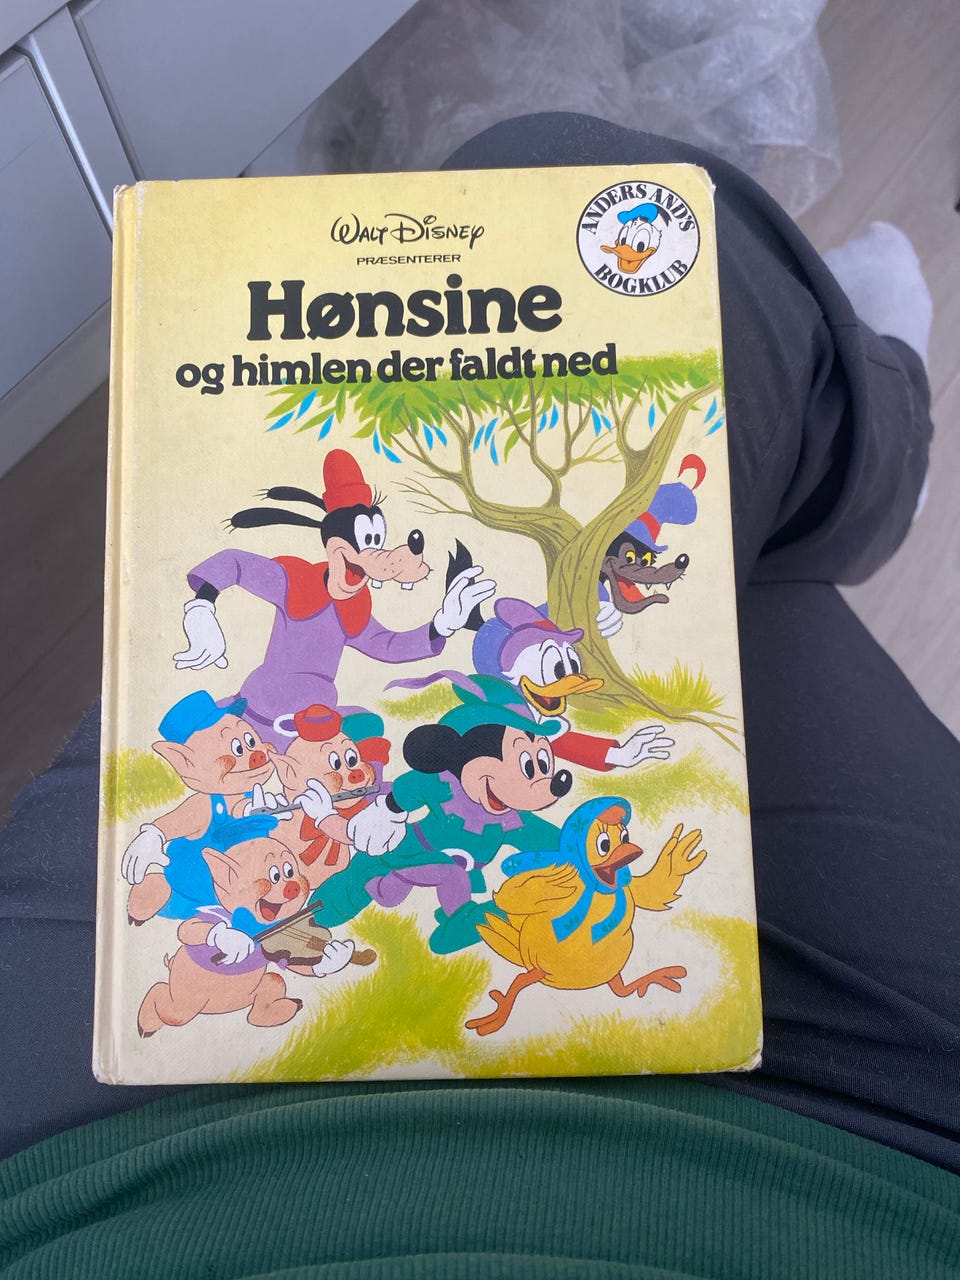 WALT DISNEY
PRÆSENTERER
Hønsine
og himlen der faldt ned
ANDERS AND'S
BOGKLUB